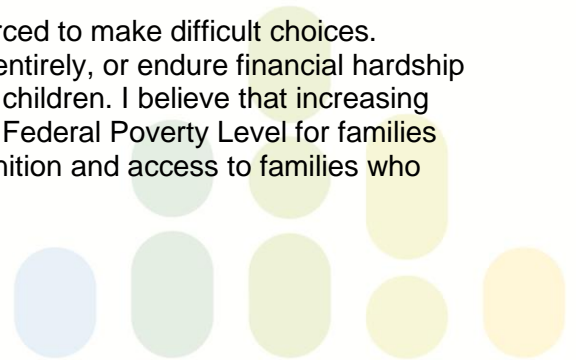 rced to make difficult choices.
entirely, or endure financial hardship
children. I believe that increasing
Federal Poverty Level for families
nition and access to families who